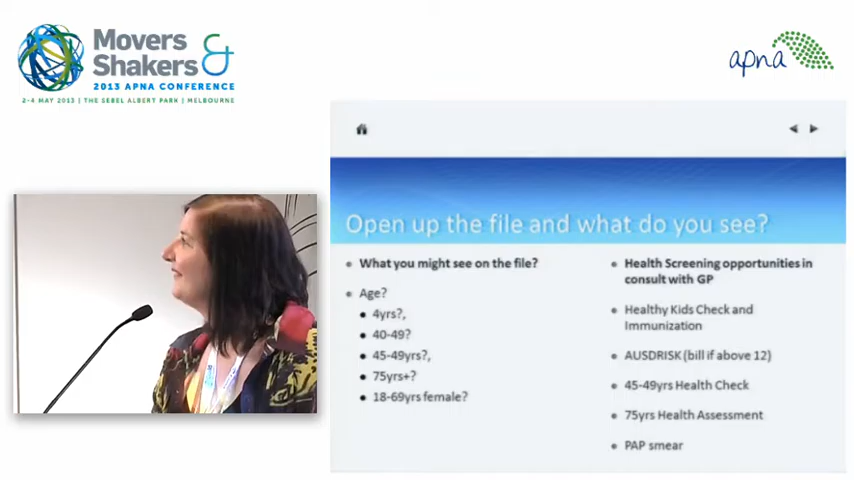 Movers &
Shakers
2013 APNA CONFERENCE
2-4 MAY 2013 | THE SEBEL ALBERT PARK | MELBOURNE
apna
Open up the file and what do you see?
What you might see on the file?
Age?
4yrs?,
40-49?
45-49yrs?,
75yrs+?
18-69yrs female?
Health Screening opportunities in
consult with GP
Healthy Kids Check and
Immunization
AUSDRISK (bill if above 12)
45-49yrs Health Check
75yrs Health Assessment
PAP smear